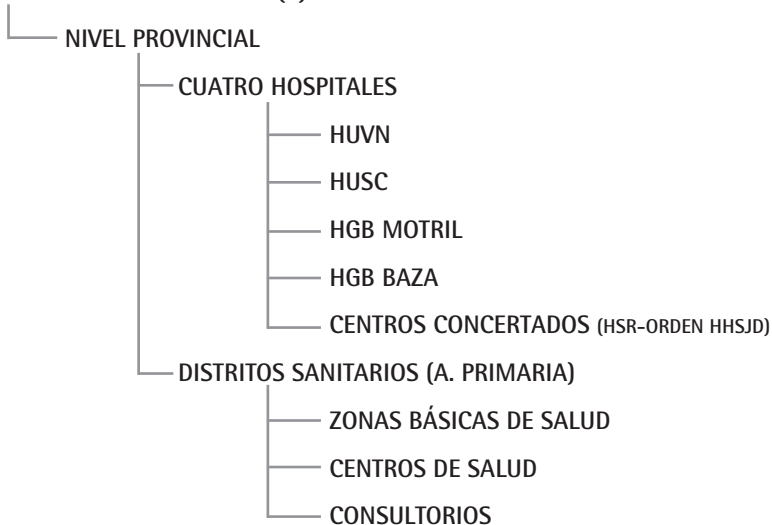 NIVEL PROVINCIAL
CUATRO HOSPITALES
HUVN
HUSC
HGB MOTRIL
HGB BAZA
CENTROS CONCERTADOS (HSR-ORDEN HHSJD)
DISTRITOS SANITARIOS (A. PRIMARIA)
ZONAS BÁSICAS DE SALUD
CENTROS DE SALUD
CONSULTORIOS